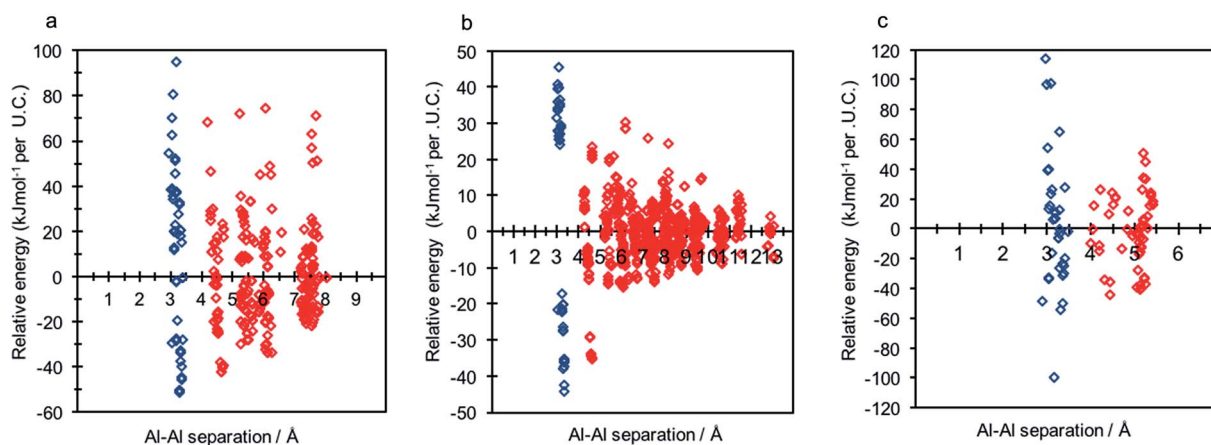 a
b
c
100
80
60
40
20
0
-20
-40
-60
1 2 3 4 5 6 7 8 9
Relative energy (kJmol⁻¹ per U.C.)
Al-Al separation / Å
50
40
30
20
10
0
-10
-20
-30
-40
-50
1 2 3 4 5 6 7 8 9 10 11 12 13
Relative energy (kJmol⁻¹ per .U.C.)
Al-Al separation / Å
120
100
80
60
40
20
0
-20
-40
-60
-80
-100
-120
1 2 3 4 5 6
Relative energy (kJmol⁻¹ per U.C.)
Al-Al separation / Å